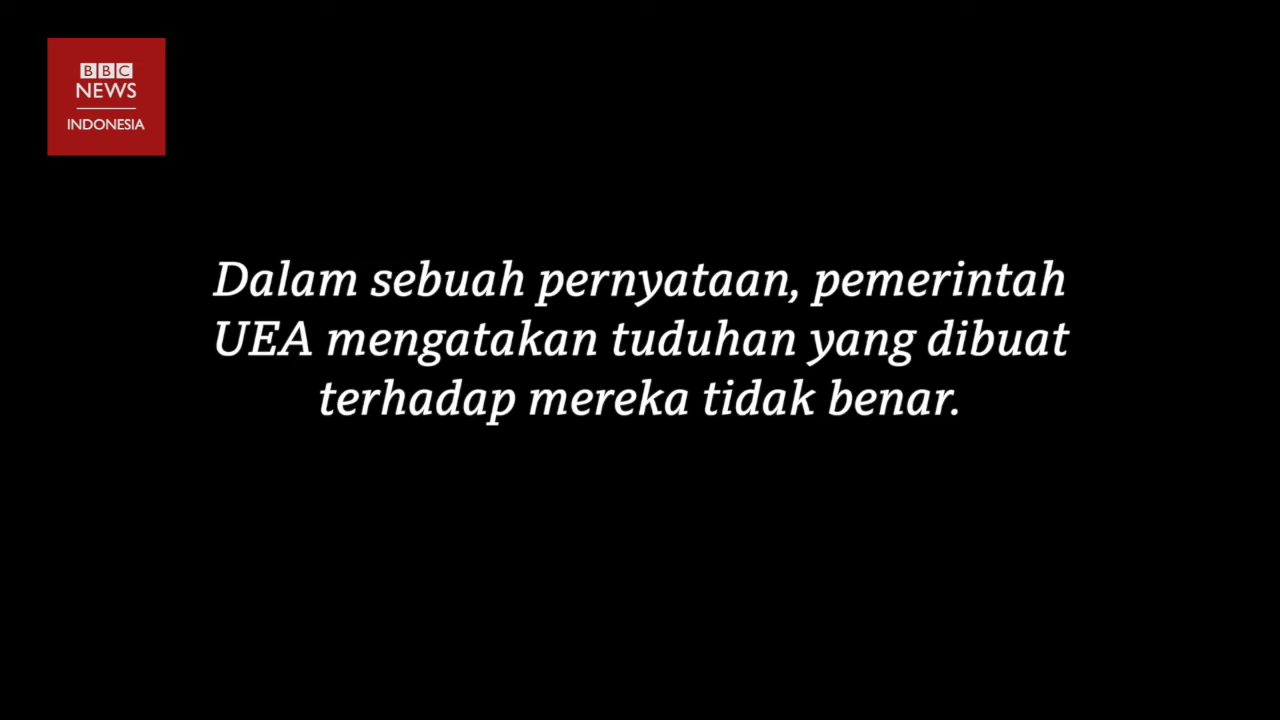 BBC
NEWS
INDONESIA
Dalam sebuah pernyataan, pemerintah
UEA mengatakan tuduhan yang dibuat
terhadap mereka tidak benar.